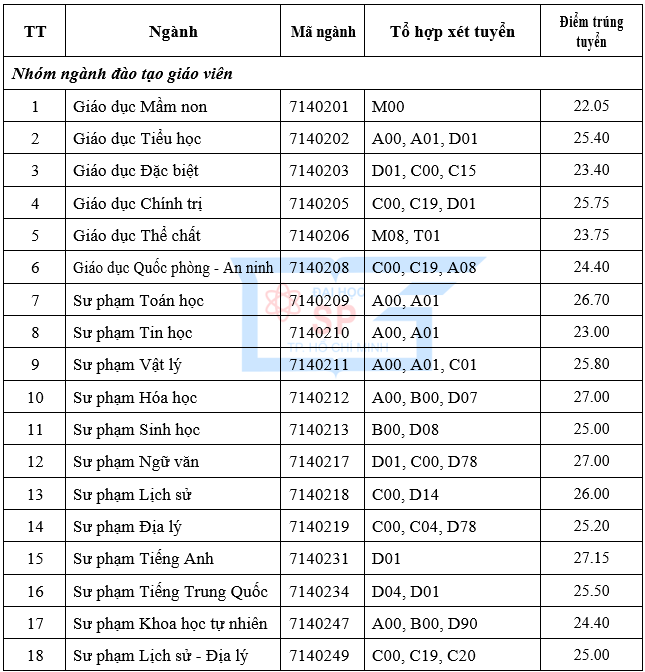 TT Ngành Mã ngành Tổ hợp xét tuyển Điểm trúng tuyển
Nhóm ngành đào tạo giáo viên
1 Giáo dục Mầm non 7140201 M00 22.05
2 Giáo dục Tiểu học 7140202 A00, A01, D01 25.40
3 Giáo dục Đặc biệt 7140203 D01, C00, C15 23.40
4 Giáo dục Chính trị 7140205 C00, C19, D01 25.75
5 Giáo dục Thể chất 7140206 M08, T01 23.75
6 Giáo dục Quốc phòng - An ninh 7140208 C00, C19, A08 24.40
7 Sư phạm Toán học 7140209 A00, A01 26.70
8 Sư phạm Tin học 7140210 A00, A01 23.00
9 Sư phạm Vật lý 7140211 A00, A01, C01 25.80
10 Sư phạm Hóa học 7140212 A00, B00, D07 27.00
11 Sư phạm Sinh học 7140213 B00, D08 25.00
12 Sư phạm Ngữ văn 7140217 D01, C00, D78 27.00
13 Sư phạm Lịch sử 7140218 C00, D14 26.00
14 Sư phạm Địa lý 7140219 C00, C04, D78 25.20
15 Sư phạm Tiếng Anh 7140231 D01 27.15
16 Sư phạm Tiếng Trung Quốc 7140234 D04, D01 25.50
17 Sư phạm Khoa học tự nhiên 7140247 A00, B00, D90 24.40
18 Sư phạm Lịch sử - Địa lý 7140249 C00, C19, C20 25.00
ĐẠI HỌC
SP
TP. HỒ CHÍ MINH